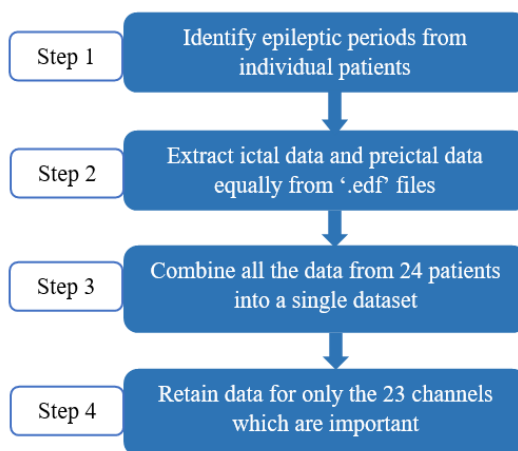 Step 1
Identify epileptic periods from
individual patients
Step 2
Extract ictal data and preictal data
equally from ‘.edf’ files
Step 3
Combine all the data from 24 patients
into a single dataset
Step 4
Retain data for only the 23 channels
which are important